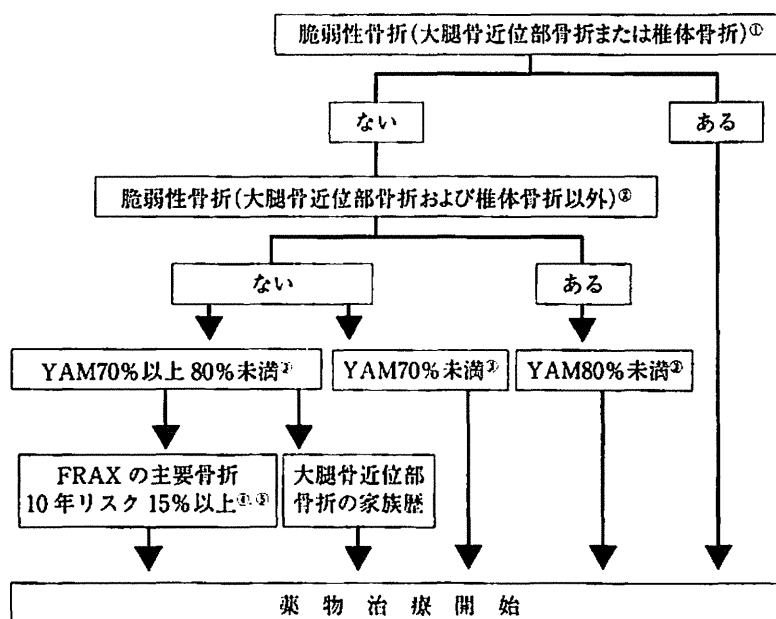 脆弱性骨折(大腿骨近位部骨折または椎体骨折)①
ない
ある
脆弱性骨折(大腿骨近位部骨折および椎体骨折以外)②
ない
ある
YAM70%以上80%未満③
YAM70%未満③
YAM80%未満②
FRAXの主要骨折
10年リスク15%以上④,⑤
大腿骨近位部
骨折の家族歴
薬物治療開始